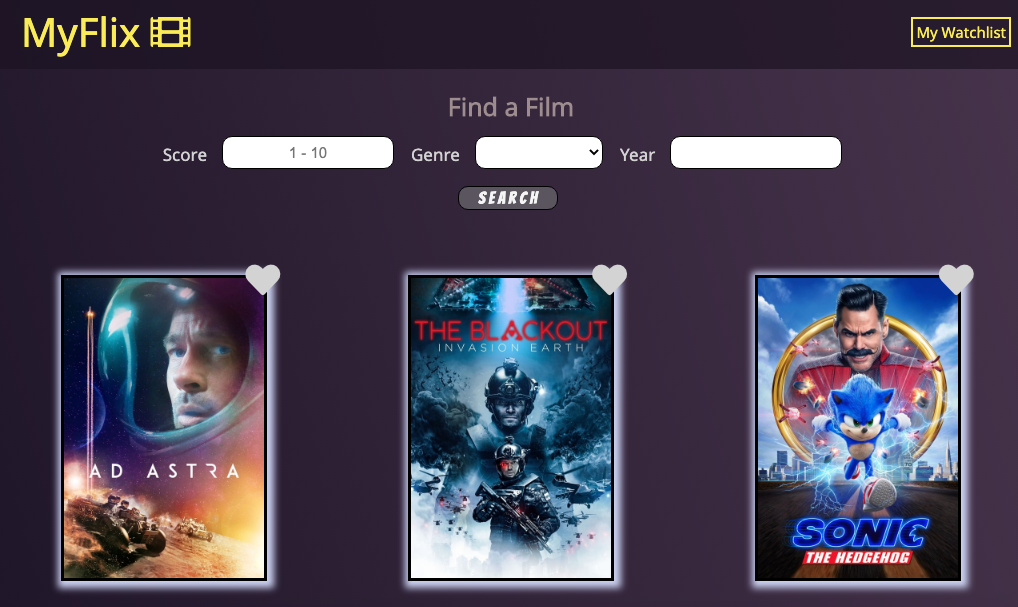 MyFlix
My Watchlist
Find a Film
Score 1 - 10 Genre Year
SEARCH
AD ASTRA
THE BLACKOUT
INVASION EARTH
SONIC
THE HEDGEHOG